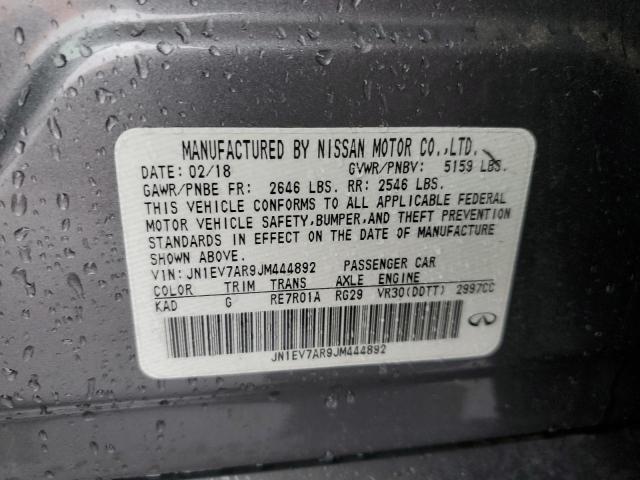 MANUFACTURED BY NISSAN MOTOR CO.,LTD.
DATE: 02/18 GVWR/PNBV: 5159 LBS.
GAWR/PNBE FR: 2646 LBS. RR: 2546 LBS.
THIS VEHICLE CONFORMS TO ALL APPLICABLE FEDERAL
MOTOR VEHICLE SAFETY,BUMPER,AND THEFT PREVENTION
STANDARDS IN EFFECT ON THE DATE OF MANUFACTURE
SHOWN ABOVE.
VIN: JN1EV7AR9JM444892 PASSENGER CAR
COLOR TRIM TRANS AXLE ENGINE
KAD G RE7R01A RG29 VR30(DDTT) 2997CC
JN1EV7AR9JM444892